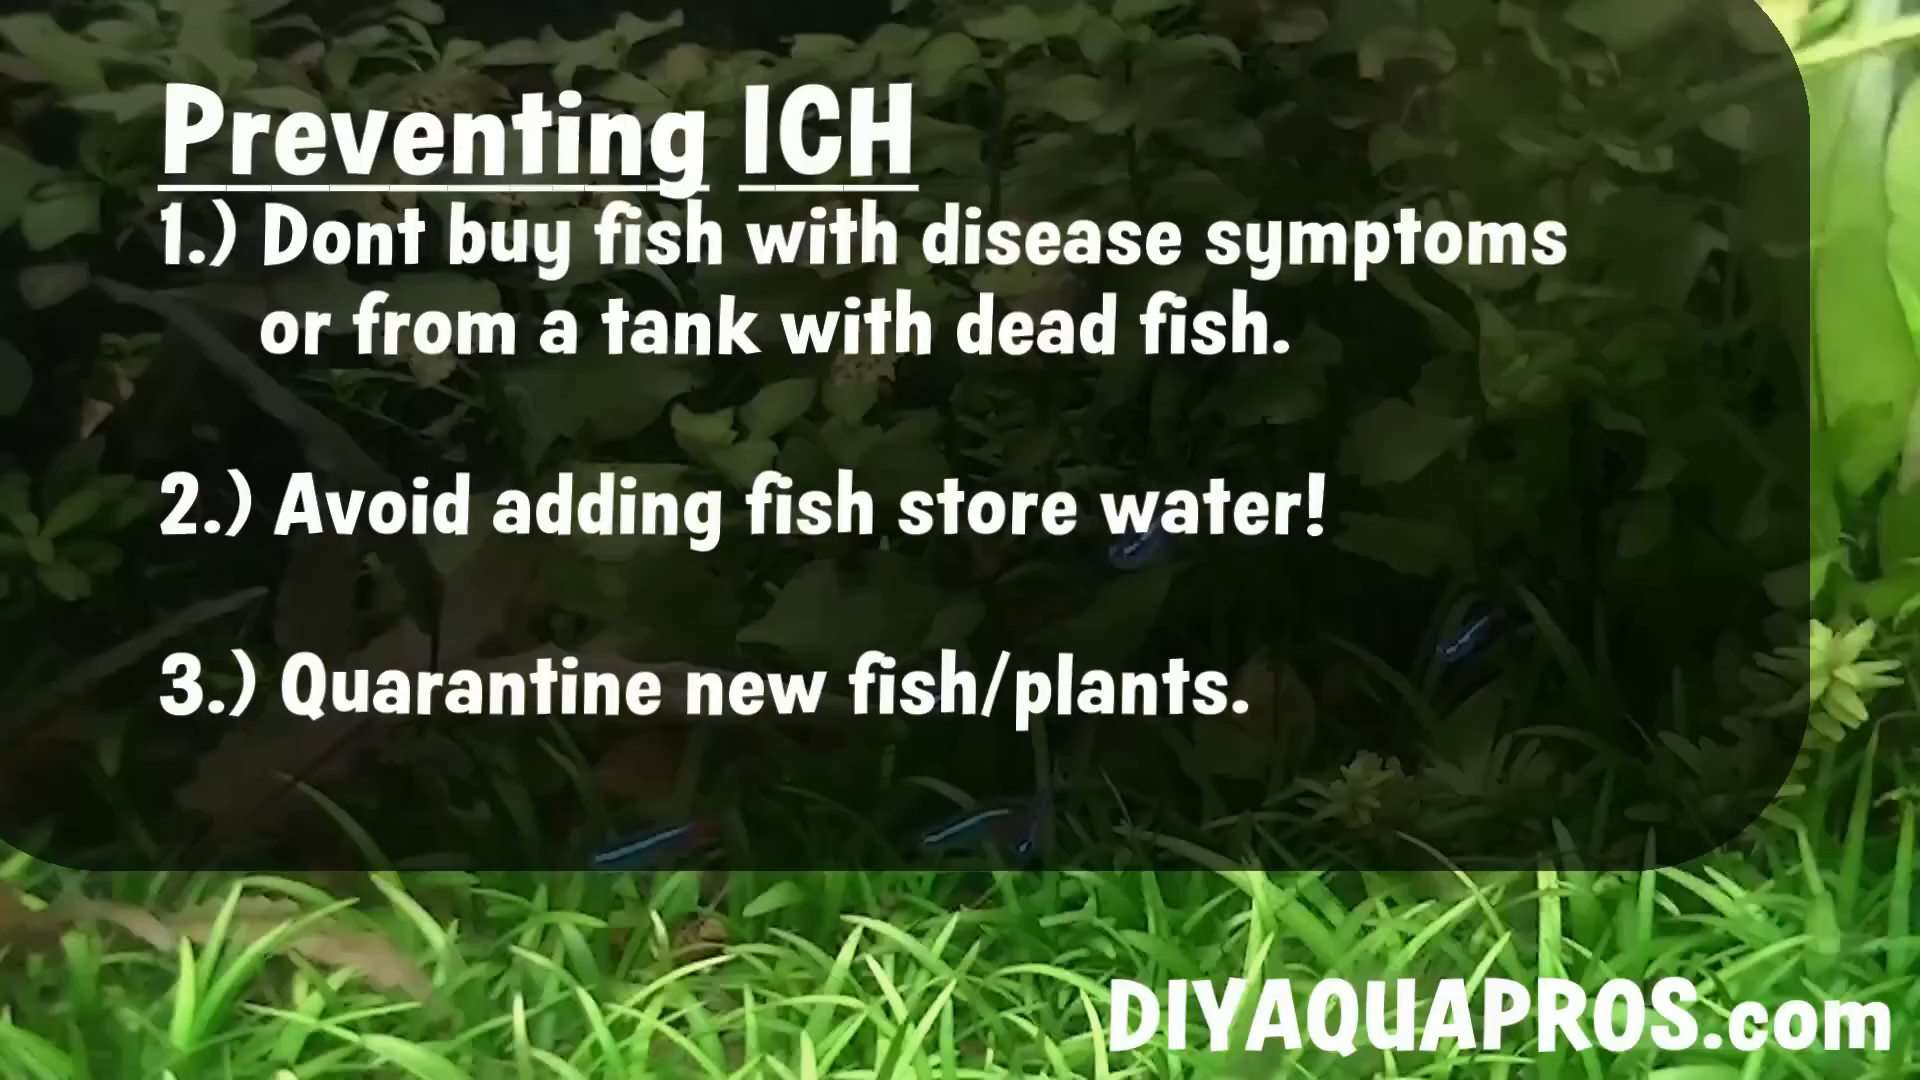 Preventing ICH
1.) Dont buy fish with disease symptoms
or from a tank with dead fish.
2.) Avoid adding fish store water!
3.) Quarantine new fish/plants.
DIYAQUAPROS.com